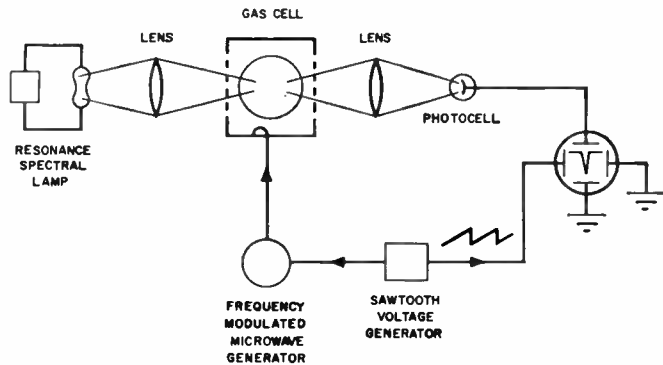 GAS CELL
LENS
LENS
PHOTOCELL
RESONANCE
SPECTRAL
LAMP
FREQUENCY
MODULATED
MICROWAVE
GENERATOR
SAWTOOTH
VOLTAGE
GENERATOR